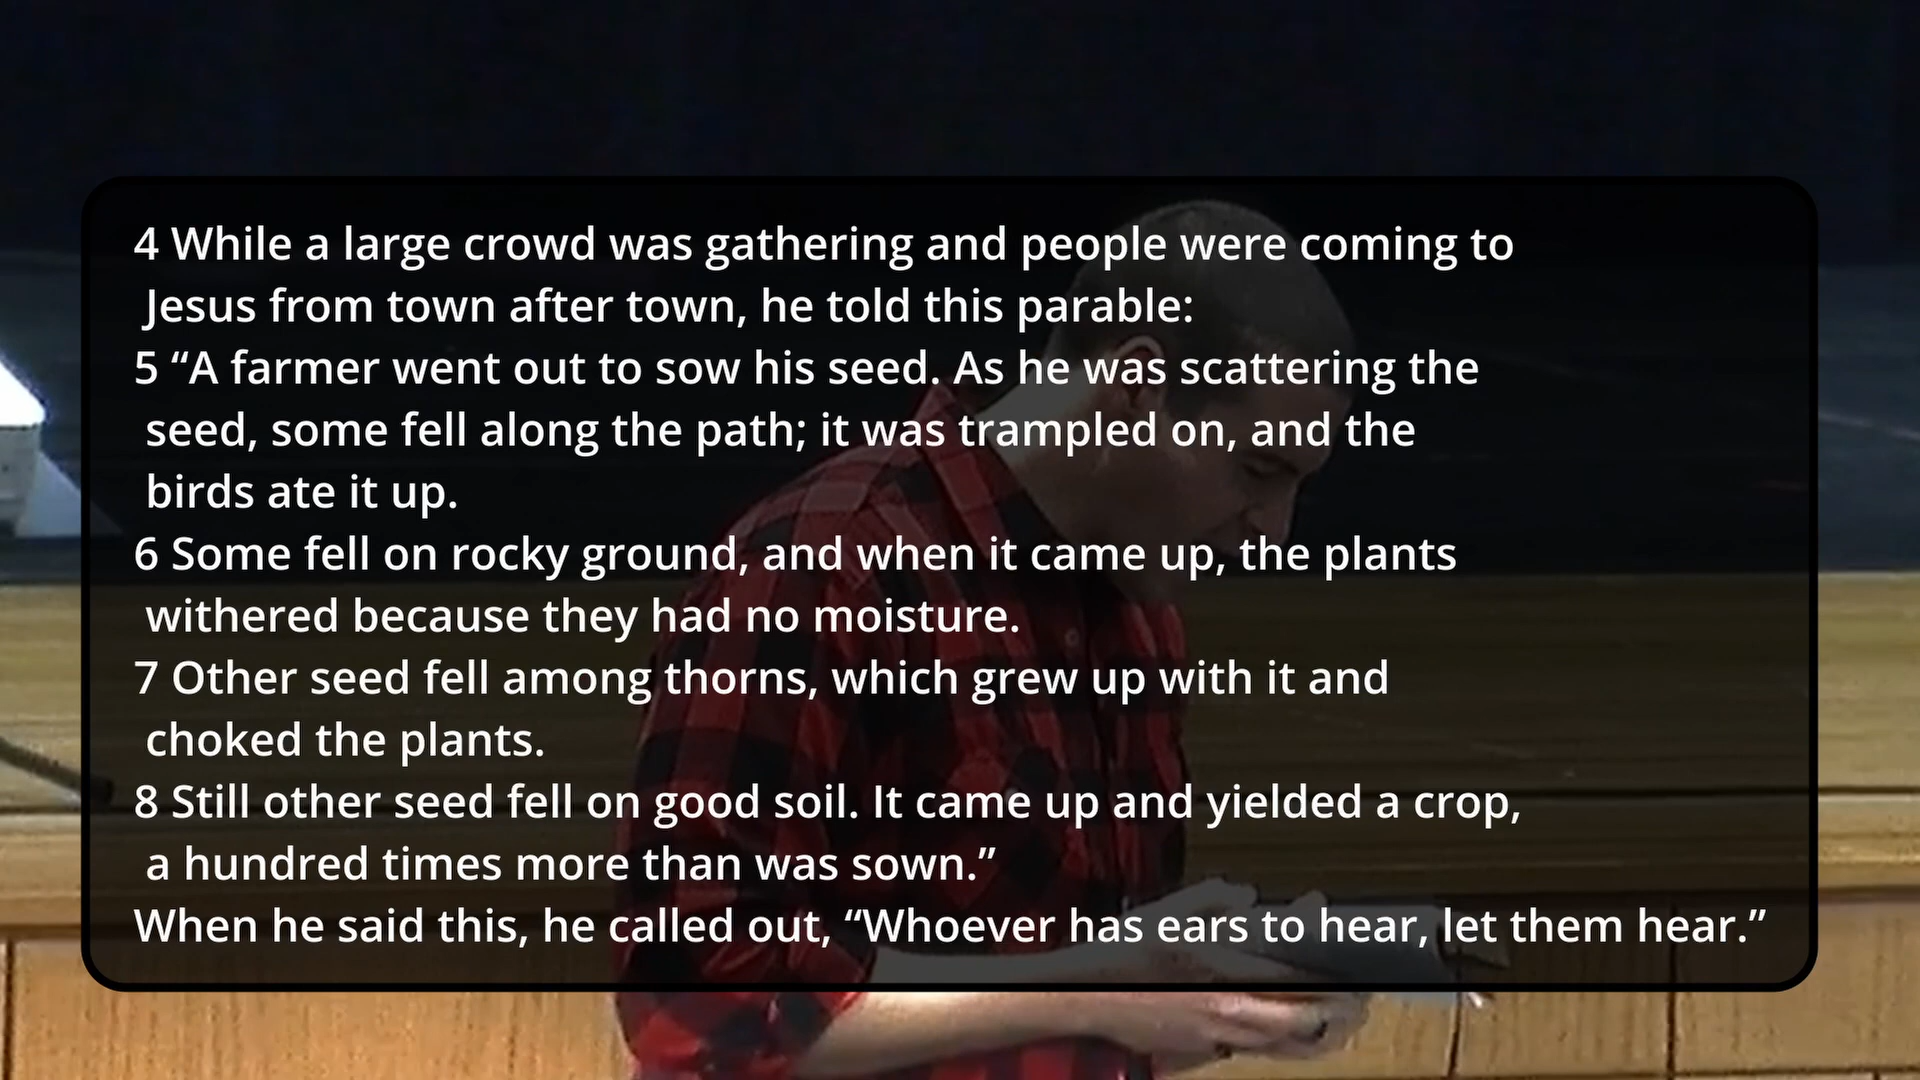 4 While a large crowd was gathering and people were coming to
Jesus from town after town, he told this parable:
5 “A farmer went out to sow his seed. As he was scattering the
seed, some fell along the path; it was trampled on, and the
birds ate it up.
6 Some fell on rocky ground, and when it came up, the plants
withered because they had no moisture.
7 Other seed fell among thorns, which grew up with it and
choked the plants.
8 Still other seed fell on good soil. It came up and yielded a crop,
a hundred times more than was sown.”
When he said this, he called out, “Whoever has ears to hear, let them hear.”